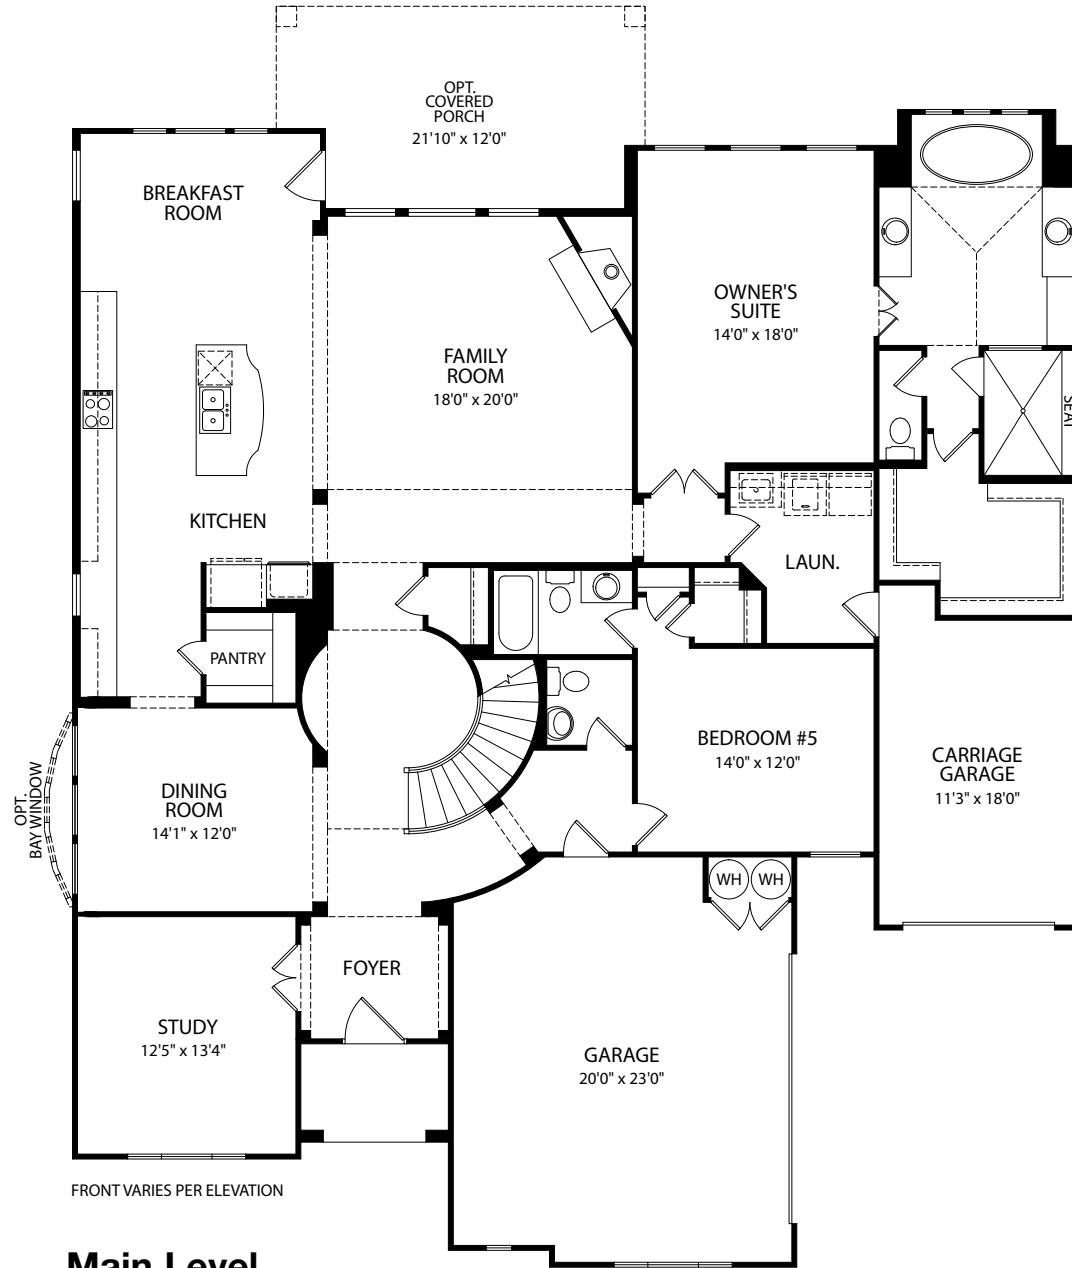 OPT.
COVERED
PORCH
21'10" x 12'0"
BREAKFAST
ROOM
OWNER'S
SUITE
14'0" x 18'0"
FAMILY
ROOM
18'0" x 20'0"
SEAT
KITCHEN
LAUN.
PANTRY
BEDROOM #5
14'0" x 12'0"
CARRIAGE
GARAGE
11'3" x 18'0"
OPT.
BAY WINDOW
DINING
ROOM
14'1" x 12'0"
WH
WH
FOYER
STUDY
12'5" x 13'4"
GARAGE
20'0" x 23'0"
FRONT VARIES PER ELEVATION
Main Level